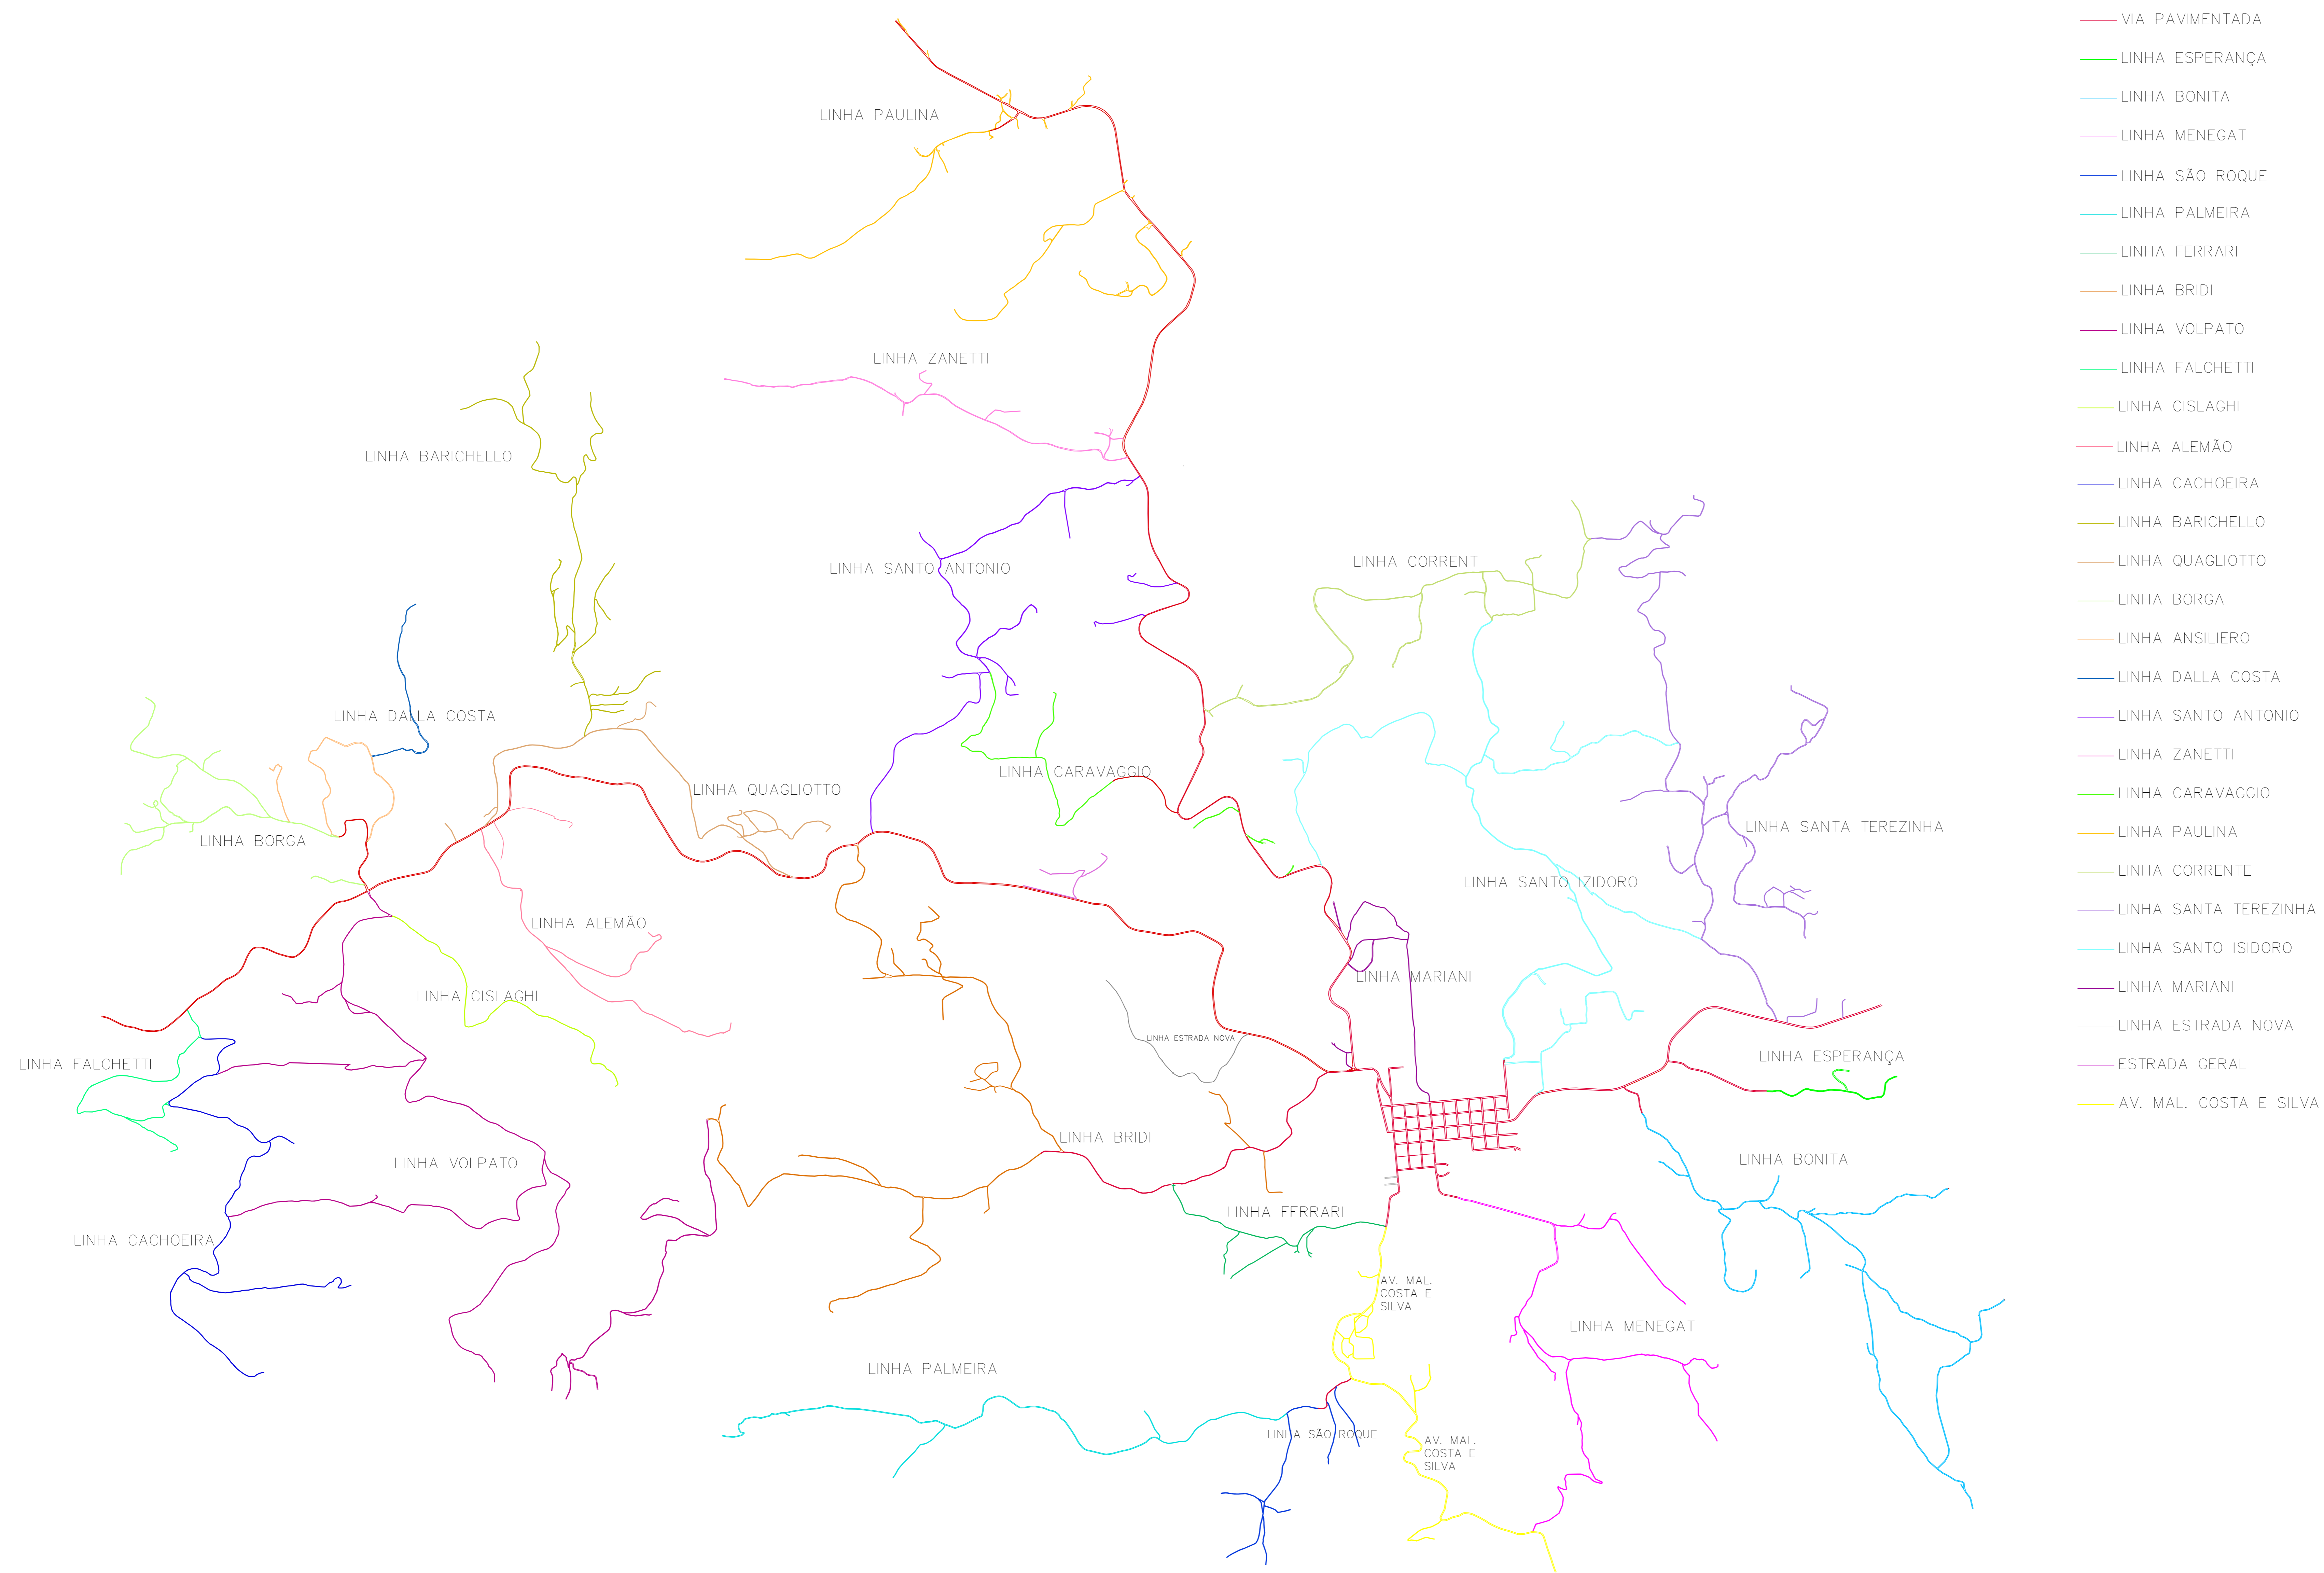 LINHA PAULINA
LINHA ZANETTI
LINHA BARICHELLO
LINHA SANTO ANTONIO
LINHA CORRENT
LINHA DALLA COSTA
LINHA CARAVAGGIO
LINHA QUAGLIOTTO
LINHA BORGA
LINHA SANTA TEREZINHA
LINHA SANTO IZIDORO
LINHA ALEMÃO
LINHA MARIANI
LINHA CISLAGHI
LINHA ESTRADA NOVA
LINHA ESPERANÇA
LINHA FALCHETTI
LINHA BRIDI
LINHA VOLPATO
LINHA BONITA
LINHA FERRARI
LINHA CACHOEIRA
AV. MAL.
COSTA E
SILVA
LINHA MENEGAT
LINHA PALMEIRA
LINHA SÃO ROQUE
AV. MAL.
COSTA E
SILVA
VIA PAVIMENTADA
LINHA ESPERANÇA
LINHA BONITA
LINHA MENEGAT
LINHA SÃO ROQUE
LINHA PALMEIRA
LINHA FERRARI
LINHA BRIDI
LINHA VOLPATO
LINHA FALCHETTI
LINHA CISLAGHI
LINHA ALEMÃO
LINHA CACHOEIRA
LINHA BARICHELLO
LINHA QUAGLIOTTO
LINHA BORGA
LINHA ANSILIERO
LINHA DALLA COSTA
LINHA SANTO ANTONIO
LINHA ZANETTI
LINHA CARAVAGGIO
LINHA PAULINA
LINHA CORRENTE
LINHA SANTA TEREZINHA
LINHA SANTO ISIDORO
LINHA MARIANI
LINHA ESTRADA NOVA
ESTRADA GERAL
AV. MAL. COSTA E SILVA